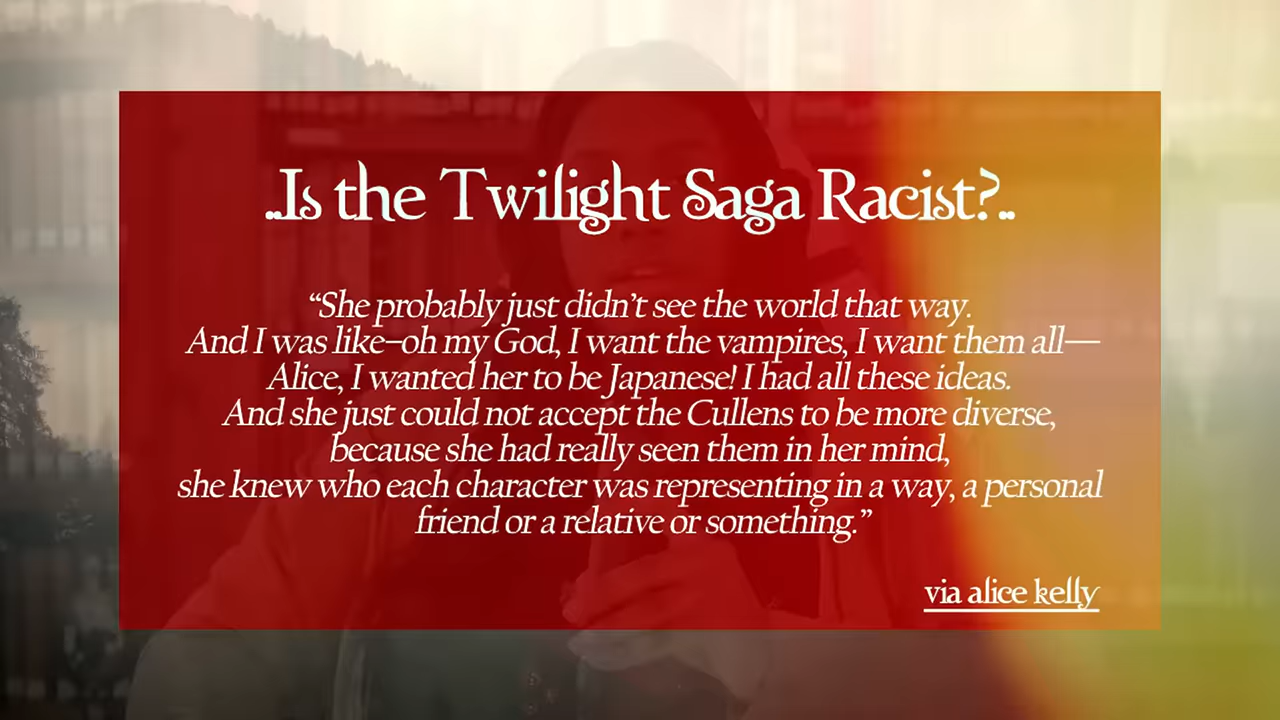 ..Is the Twilight Saga Racist?..
“She probably just didn’t see the world that way.
And I was like–oh my God, I want the vampires, I want them all—
Alice, I wanted her to be Japanese! I had all these ideas.
And she just could not accept the Cullens to be more diverse,
because she had really seen them in her mind,
she knew who each character was representing in a way, a personal
friend or a relative or something.”
via alice kelly